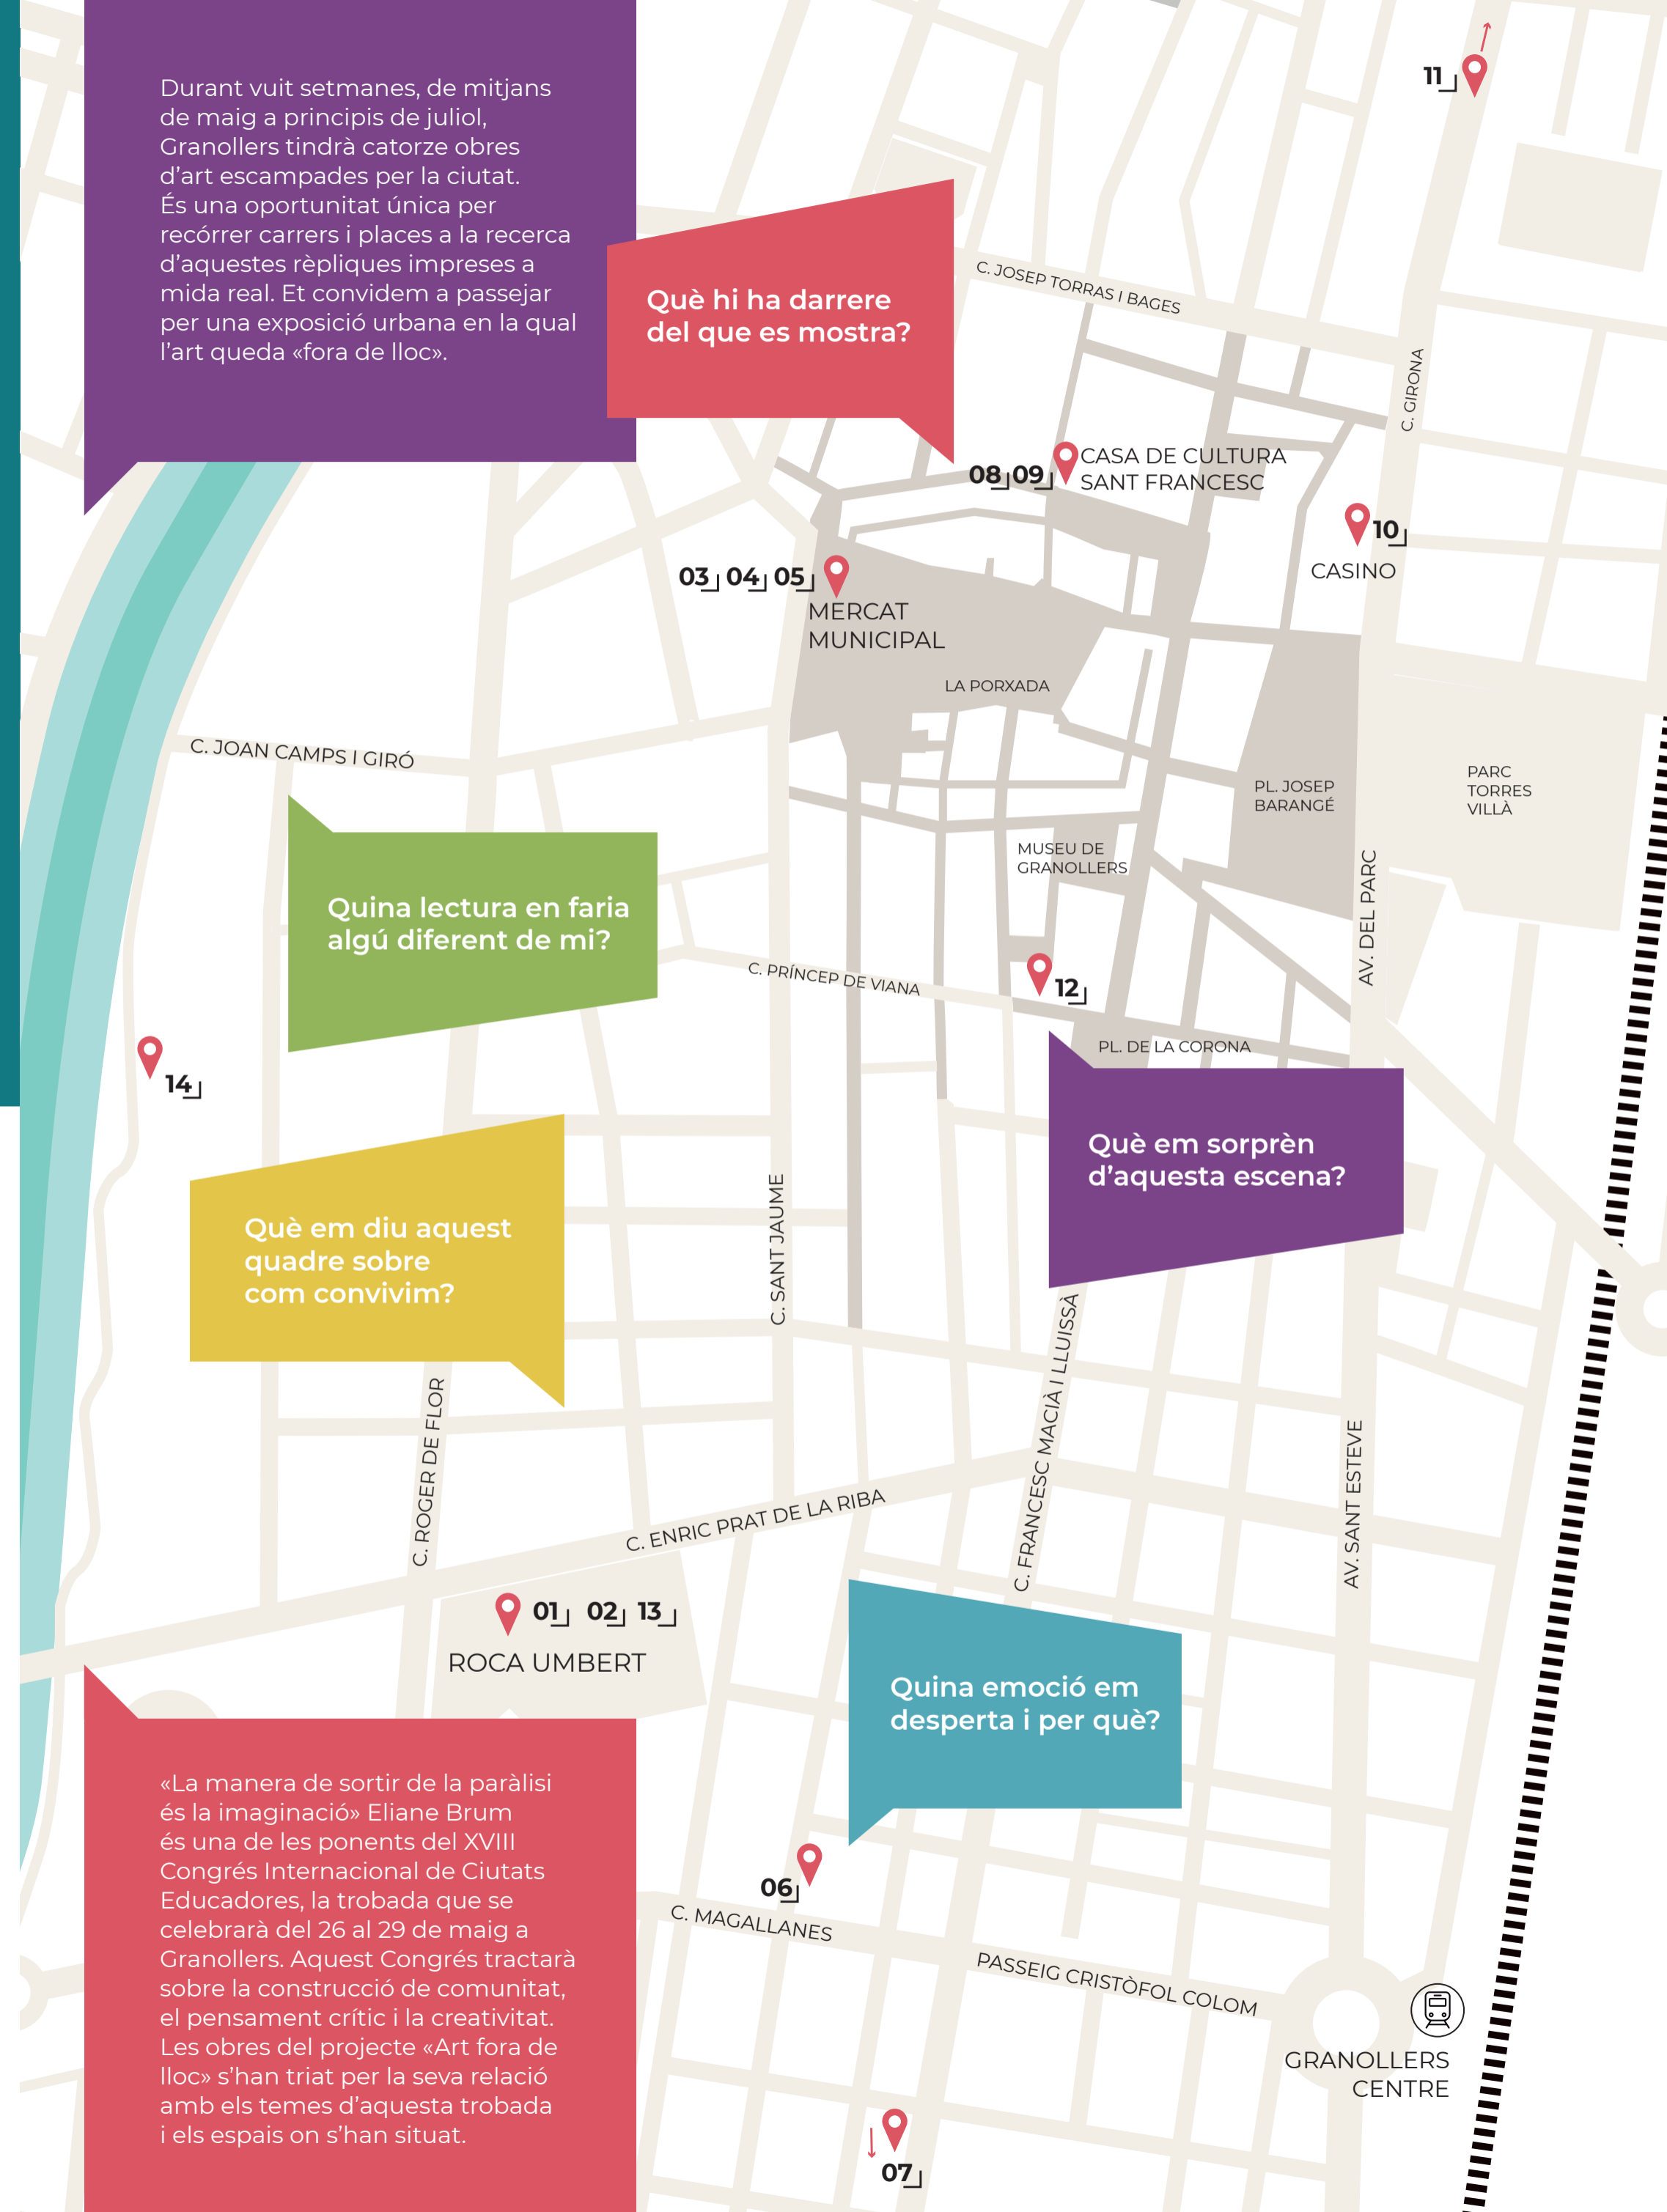 Durant vuit setmanes, de mitjans
de maig a principis de juliol,
Granollers tindrà catorze obres
d’art escampades per la ciutat.
És una oportunitat única per
recórrer carrers i places a la recerca
d’aquestes rèpliques impreses a
mida real. Et convidem a passejar
per una exposició urbana en la qual
l’art queda «fora de lloc».
11
Què hi ha darrere
del que es mostra?
C. JOSEP TORRAS I BAGES
C. GIRONA
08 09
CASA DE CULTURA
SANT FRANCESC
10
CASINO
03 04 05
MERCAT
MUNICIPAL
LA PORXADA
C. JOAN CAMPS I GIRÓ
PL. JOSEP
BARANGÉ
PARC
TORRES
VILLÀ
MUSEU DE
GRANOLLERS
AV. DEL PARC
Quina lectura en faria
algú diferent de mi?
C. PRÍNCEP DE VIANA
12
PL. DE LA CORONA
14
Què em sorprèn
d’aquesta escena?
Què em diu aquest
quadre sobre
com convivim?
C. SANT JAUME
C. ROGER DE FLOR
C. FRANCESC MACIÀ I LLUISSÀ
AV. SANT ESTEVE
C. ENRIC PRAT DE LA RIBA
01 02 13
ROCA UMBERT
Quina emoció em
desperta i per què?
«La manera de sortir de la paràlisi
és la imaginació» Eliane Brum
és una de les ponents del XVIII
Congrés Internacional de Ciutats
Educadores, la trobada que se
celebrarà del 26 al 29 de maig a
Granollers. Aquest Congrés tractarà
sobre la construcció de comunitat,
el pensament crític i la creativitat.
Les obres del projecte «Art fora de
lloc» s’han triat per la seva relació
amb els temes d’aquesta trobada
i els espais on s’han situat.
06
C. MAGALLANES
PASSEIG CRISTÒFOL COLOM
GRANOLLERS
CENTRE
07